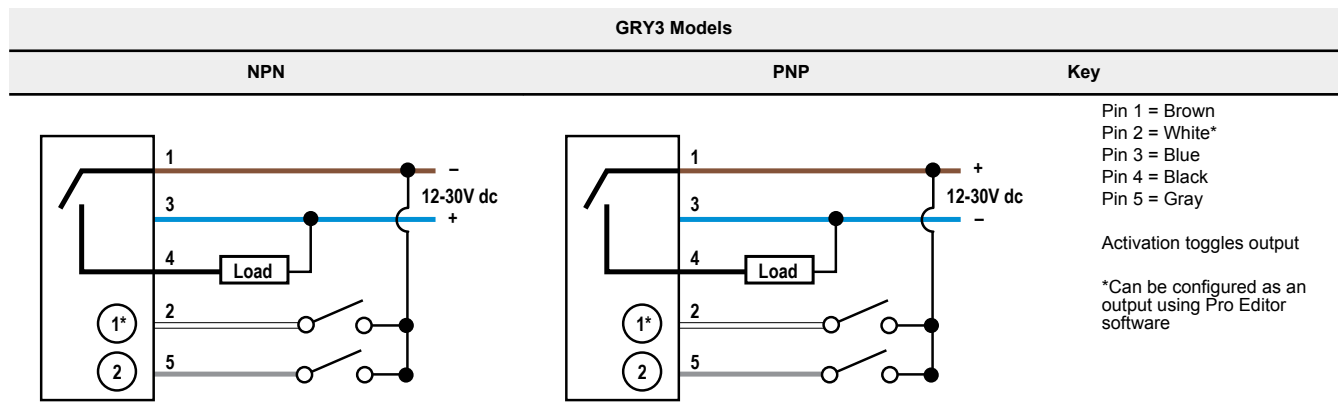 GRY3 Models
NPN
PNP
Key
1
–
12-30V dc
3
+
4
Load
1*
2
2
5
1
+
12-30V dc
3
–
4
Load
1*
2
2
5
Pin 1 = Brown
Pin 2 = White*
Pin 3 = Blue
Pin 4 = Black
Pin 5 = Gray
Activation toggles output
*Can be configured as an
output using Pro Editor
software